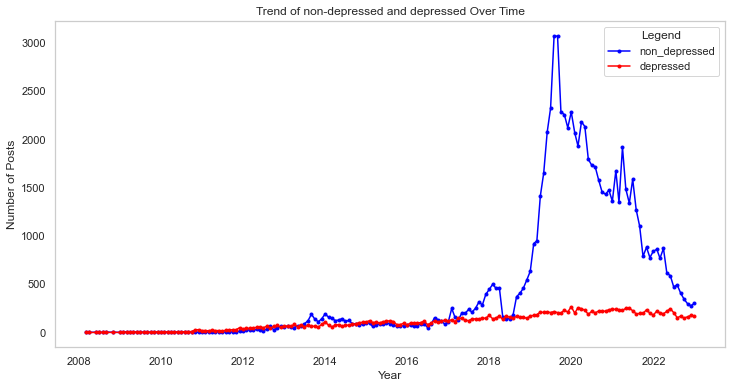 Trend of non-depressed and depressed Over Time
Legend
non_depressed
depressed
Number of Posts
3000
2500
2000
1500
1000
500
0
2008 2010 2012 2014 2016 2018 2020 2022
Year